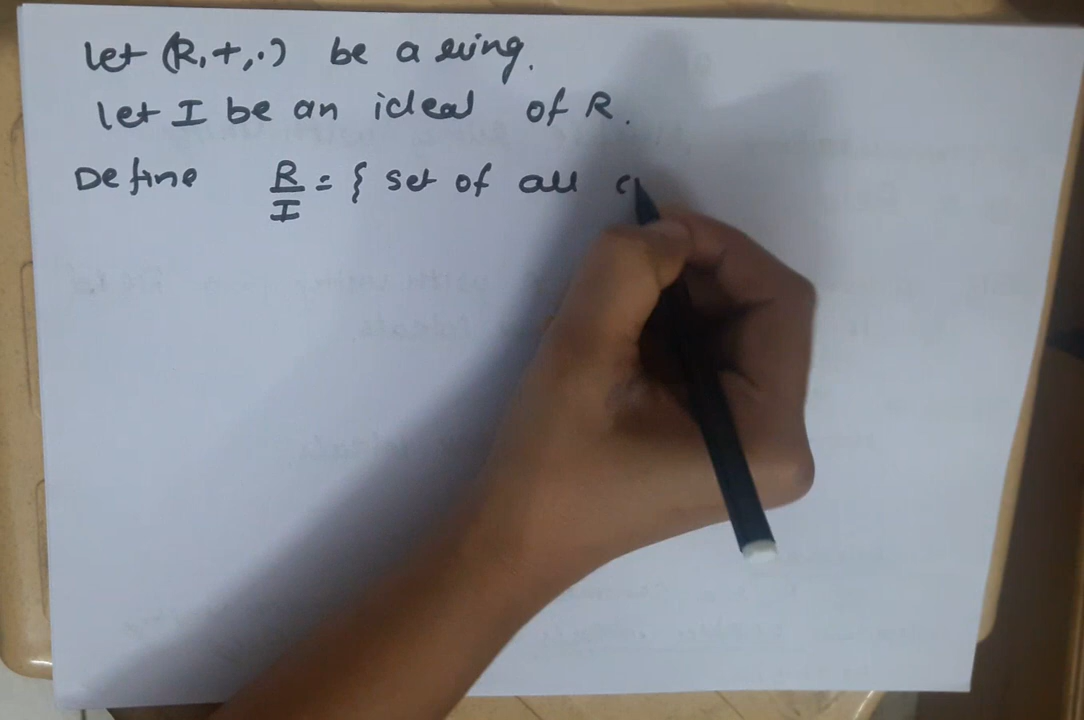 Let (R,+,.) be a ring.
Let I be an ideal of R.
Define R/I = { set of all